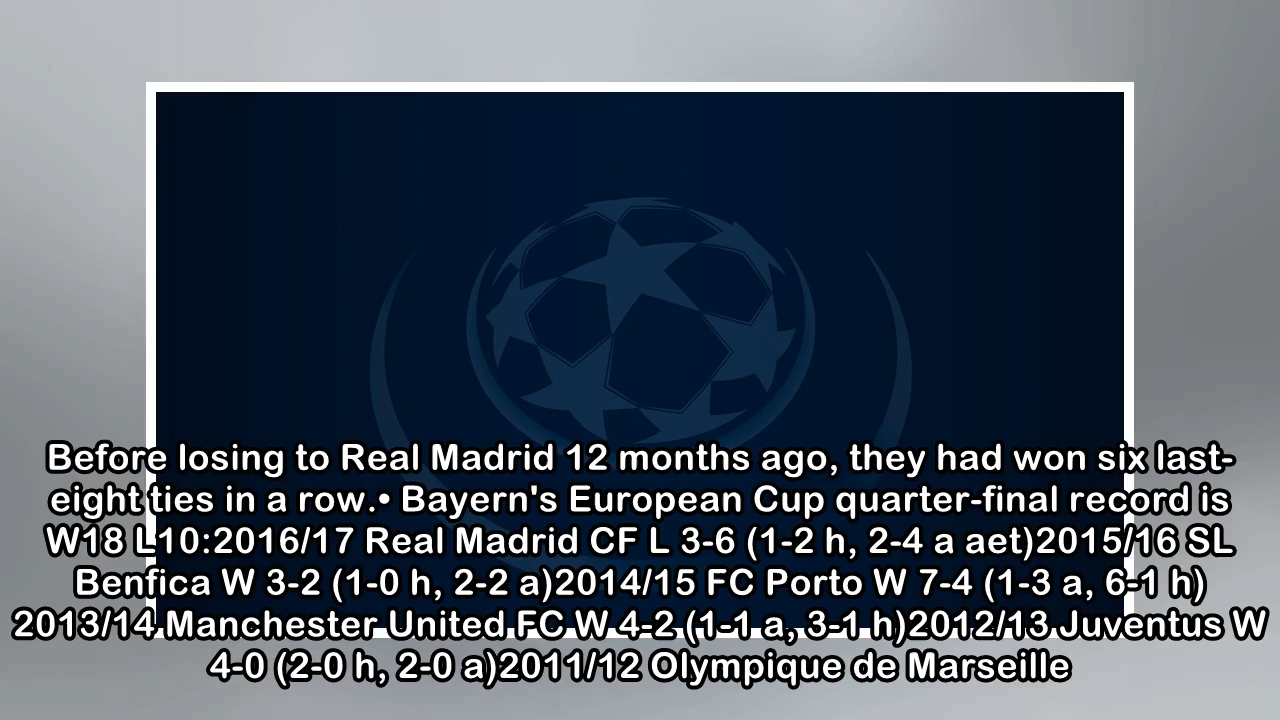 Before losing to Real Madrid 12 months ago, they had won six last-
eight ties in a row.• Bayern's European Cup quarter-final record is
W18 L10:2016/17 Real Madrid CF L 3-6 (1-2 h, 2-4 a aet)2015/16 SL
Benfica W 3-2 (1-0 h, 2-2 a)2014/15 FC Porto W 7-4 (1-3 a, 6-1 h)
2013/14 Manchester United FC W 4-2 (1-1 a, 3-1 h)2012/13 Juventus W
4-0 (2-0 h, 2-0 a)2011/12 Olympique de Marseille